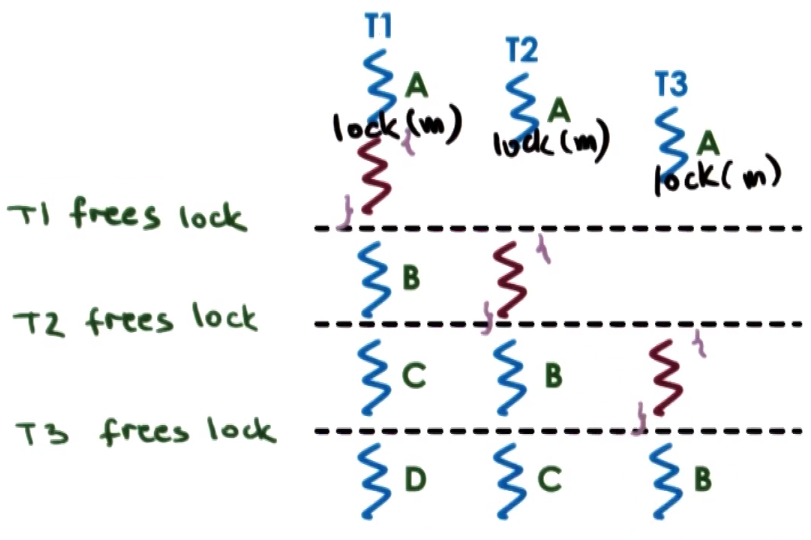 T1
T2
T3
A
A
A
lock(m) {
lock(m)
lock(m)
T1 frees lock }
B {
T2 frees lock }
C B {
T3 frees lock }
D C B